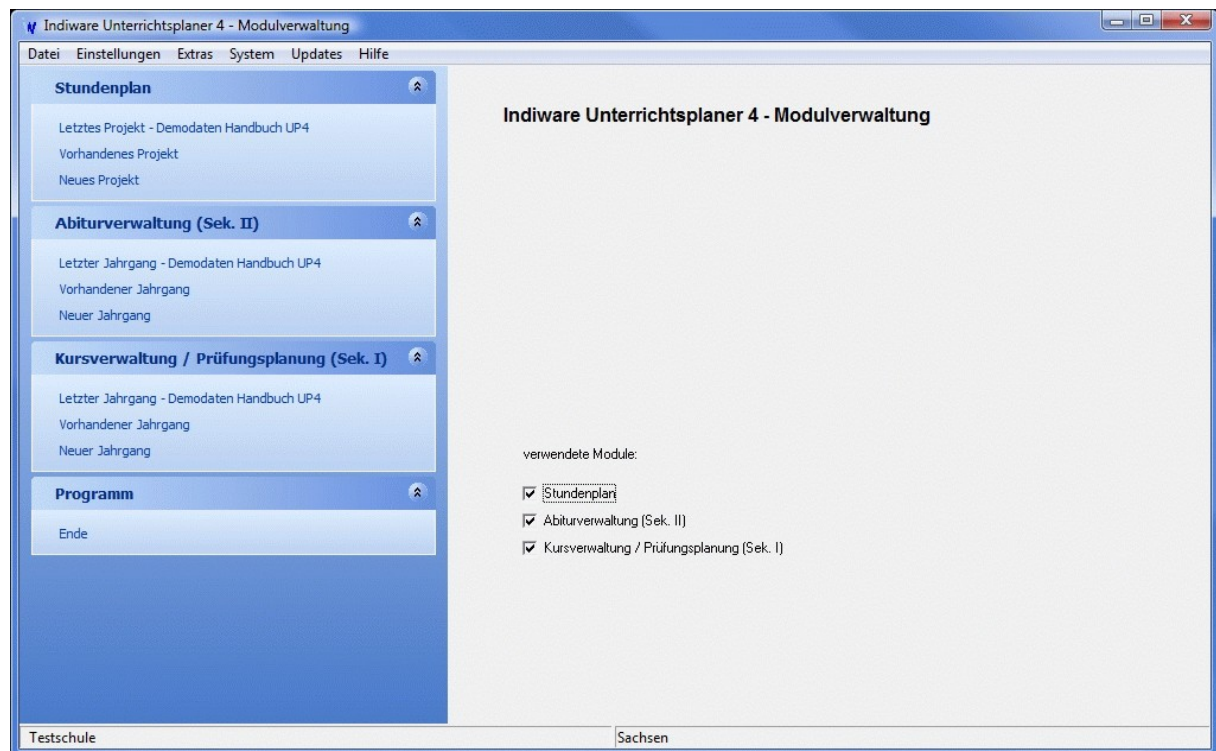 Indiware Unterrichtsplaner 4 - Modulverwaltung
Datei Einstellungen Extras System Updates Hilfe
Stundenplan
Letztes Projekt - Demodaten Handbuch UP4
Vorhandenes Projekt
Neues Projekt
Abiturverwaltung (Sek. II)
Letzter Jahrgang - Demodaten Handbuch UP4
Vorhandener Jahrgang
Neuer Jahrgang
Kursverwaltung / Prüfungsplanung (Sek. I)
Letzter Jahrgang - Demodaten Handbuch UP4
Vorhandener Jahrgang
Neuer Jahrgang
Programm
Ende
Indiware Unterrichtsplaner 4 - Modulverwaltung
verwendete Module:
Stundenplan
Abiturverwaltung (Sek. II)
Kursverwaltung / Prüfungsplanung (Sek. I)
Testschule
Sachsen